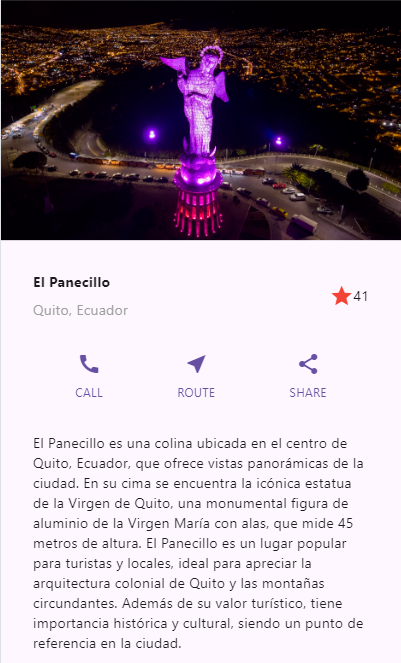 El Panecillo
Quito, Ecuador
41
CALL
ROUTE
SHARE
El Panecillo es una colina ubicada en el centro de
Quito, Ecuador, que ofrece vistas panorámicas de la
ciudad. En su cima se encuentra la icónica estatua
de la Virgen de Quito, una monumental figura de
aluminio de la Virgen María con alas, que mide 45
metros de altura. El Panecillo es un lugar popular
para turistas y locales, ideal para apreciar la
arquitectura colonial de Quito y las montañas
circundantes. Además de su valor turístico, tiene
importancia histórica y cultural, siendo un punto de
referencia en la ciudad.